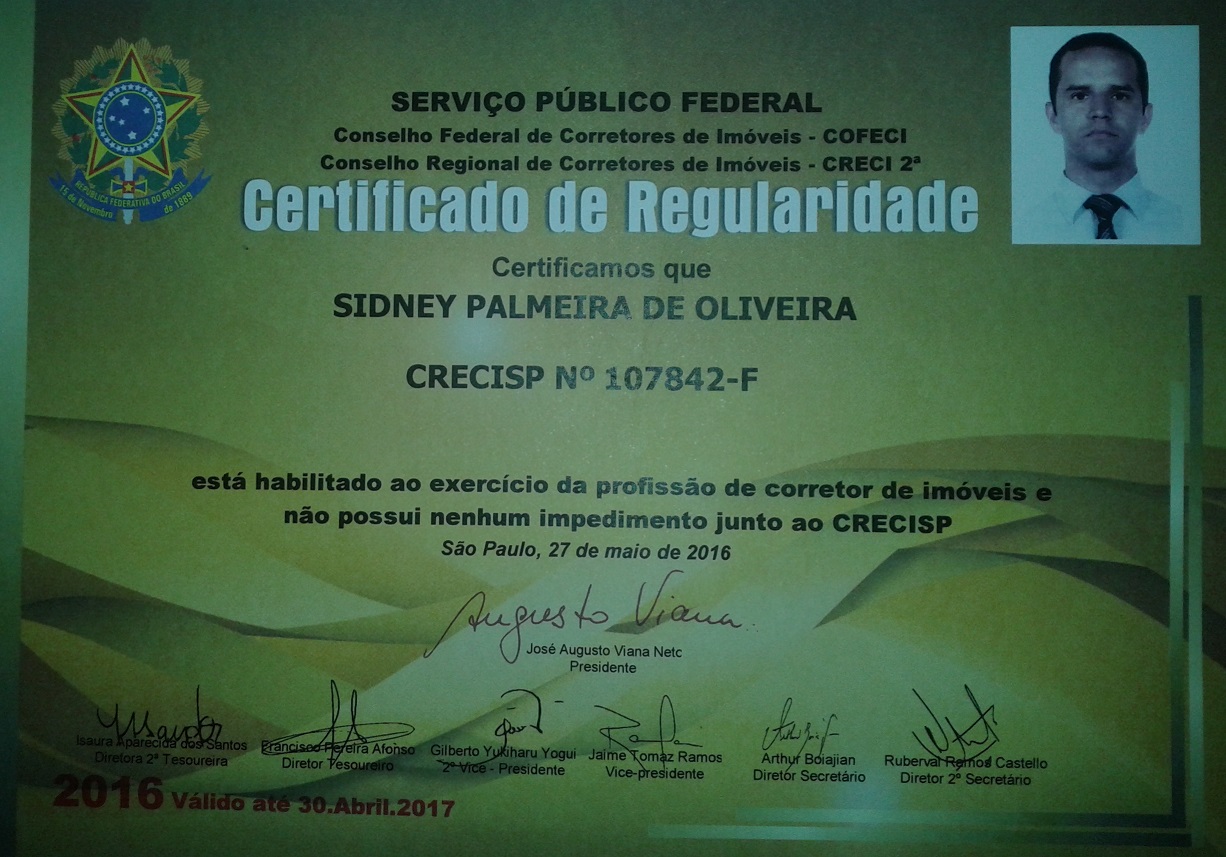 SERVIÇO PÚBLICO FEDERAL
Conselho Federal de Corretores de Imóveis - COFECI
Conselho Regional de Corretores de Imóveis - CRECI 2ª
Certificado de Regularidade
REPÚBLICA FEDERATIVA DO BRASIL
15 de Novembro de 1889
Certificamos que
SIDNEY PALMEIRA DE OLIVEIRA
CRECISP Nº 107842-F
está habilitado ao exercício da profissão de corretor de imóveis e
não possui nenhum impedimento junto ao CRECISP
São Paulo, 27 de maio de 2016
Augusto Viana
José Augusto Viana Neto
Presidente
Isaura Aparecida dos Santos
Diretora 2ª Tesoureira
Francisco Pereira Afonso
Diretor Tesoureiro
Gilberto Yukiharu Yogui
2º Vice - Presidente
Jaime Tomaz Ramos
Vice-presidente
Arthur Boiajian
Diretor Secretário
Ruberval Ramos Castello
Diretor 2º Secretário
2016 Válido até 30.Abril.2017